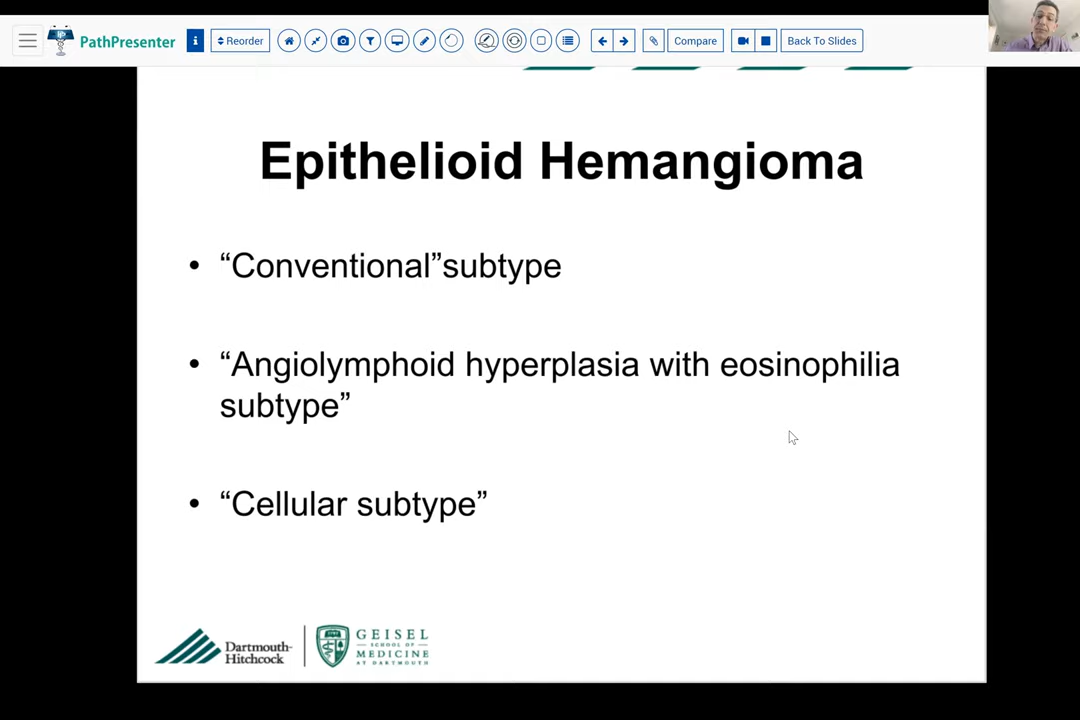 PathPresenter
i
Reorder
Compare
Back To Slides
Epithelioid Hemangioma
• “Conventional”subtype
• “Angiolymphoid hyperplasia with eosinophilia
subtype”
• “Cellular subtype”
Dartmouth-
Hitchcock
GEISEL
SCHOOL OF
MEDICINE
AT DARTMOUTH